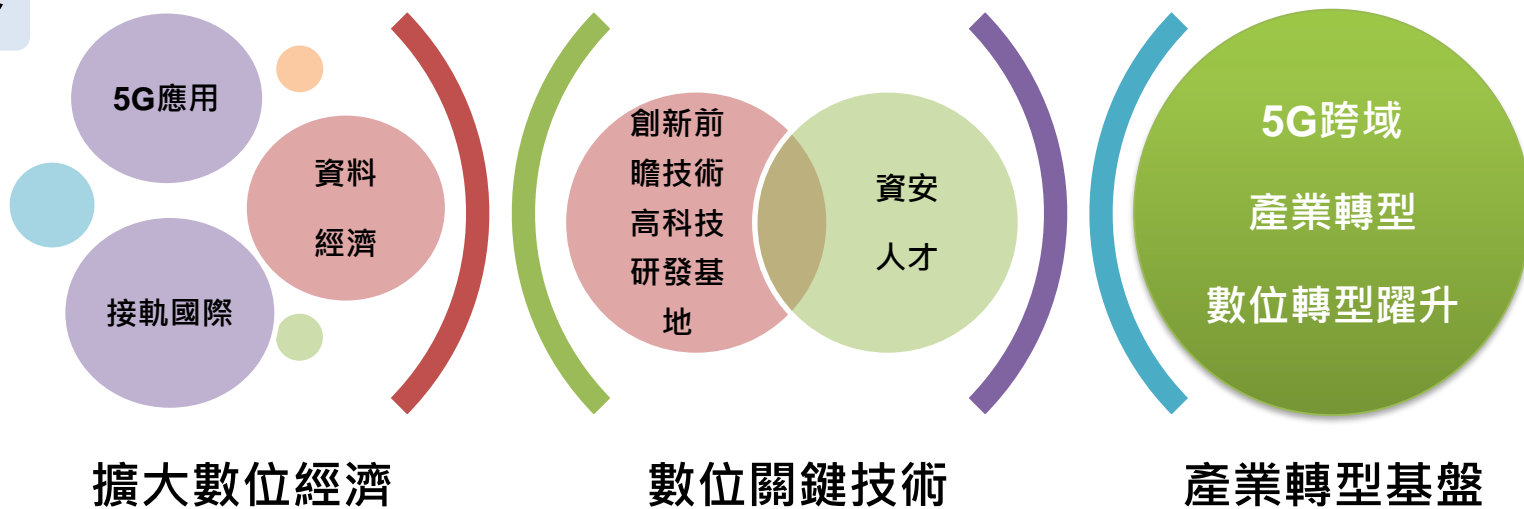 5G應用
資料
經濟
接軌國際
擴大數位經濟
創新前
瞻技術
高科技
研發基
地
資安
人才
數位關鍵技術
5G跨域
產業轉型
數位轉型躍升
產業轉型基盤